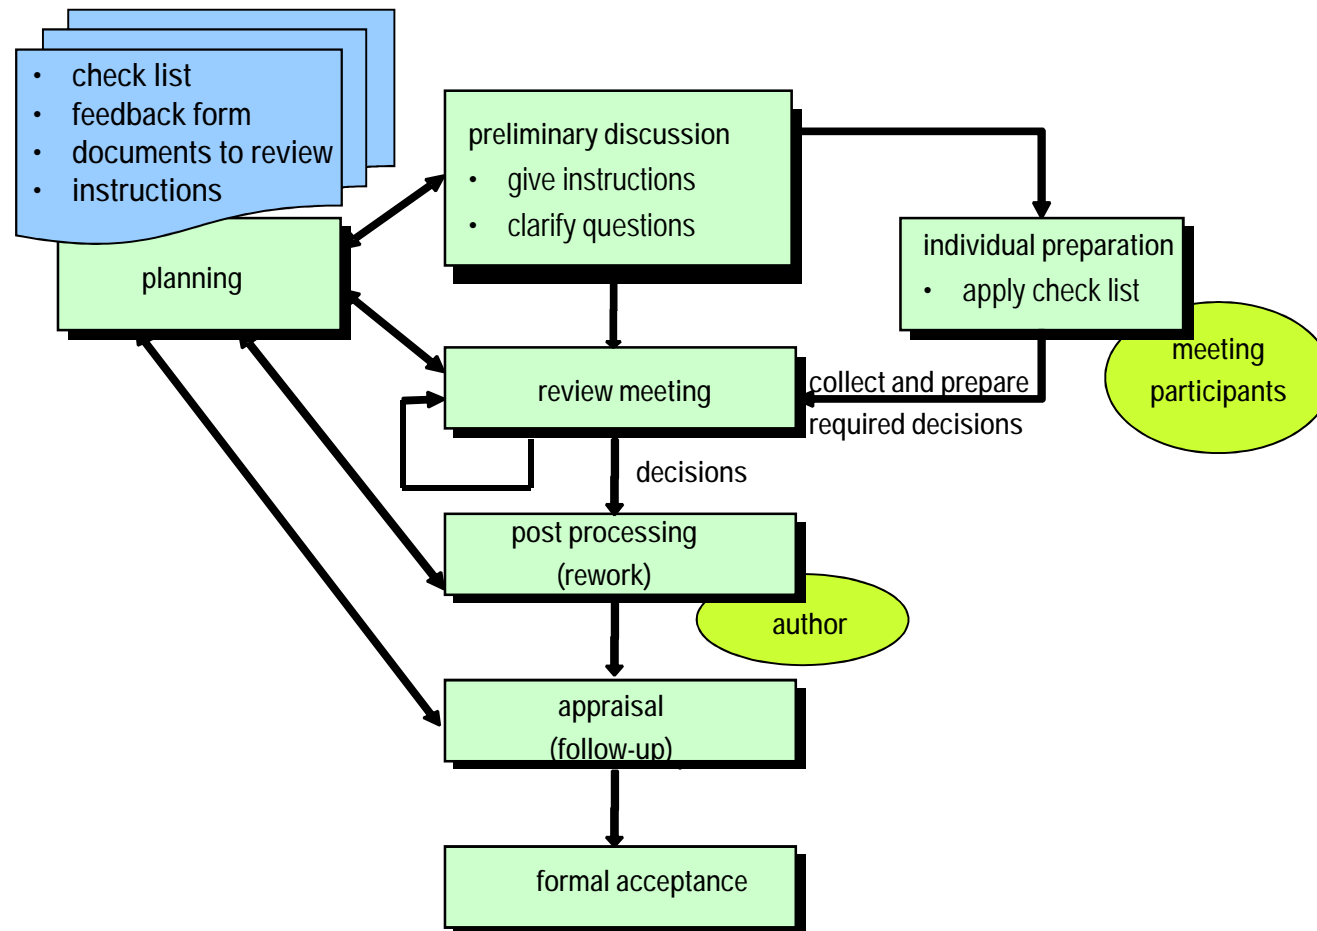 • check list
• feedback form
• documents to review
• instructions
planning
preliminary discussion
• give instructions
• clarify questions
individual preparation
• apply check list
meeting
participants
review meeting
collect and prepare
required decisions
decisions
post processing
(rework)
author
appraisal
(follow-up)
formal acceptance